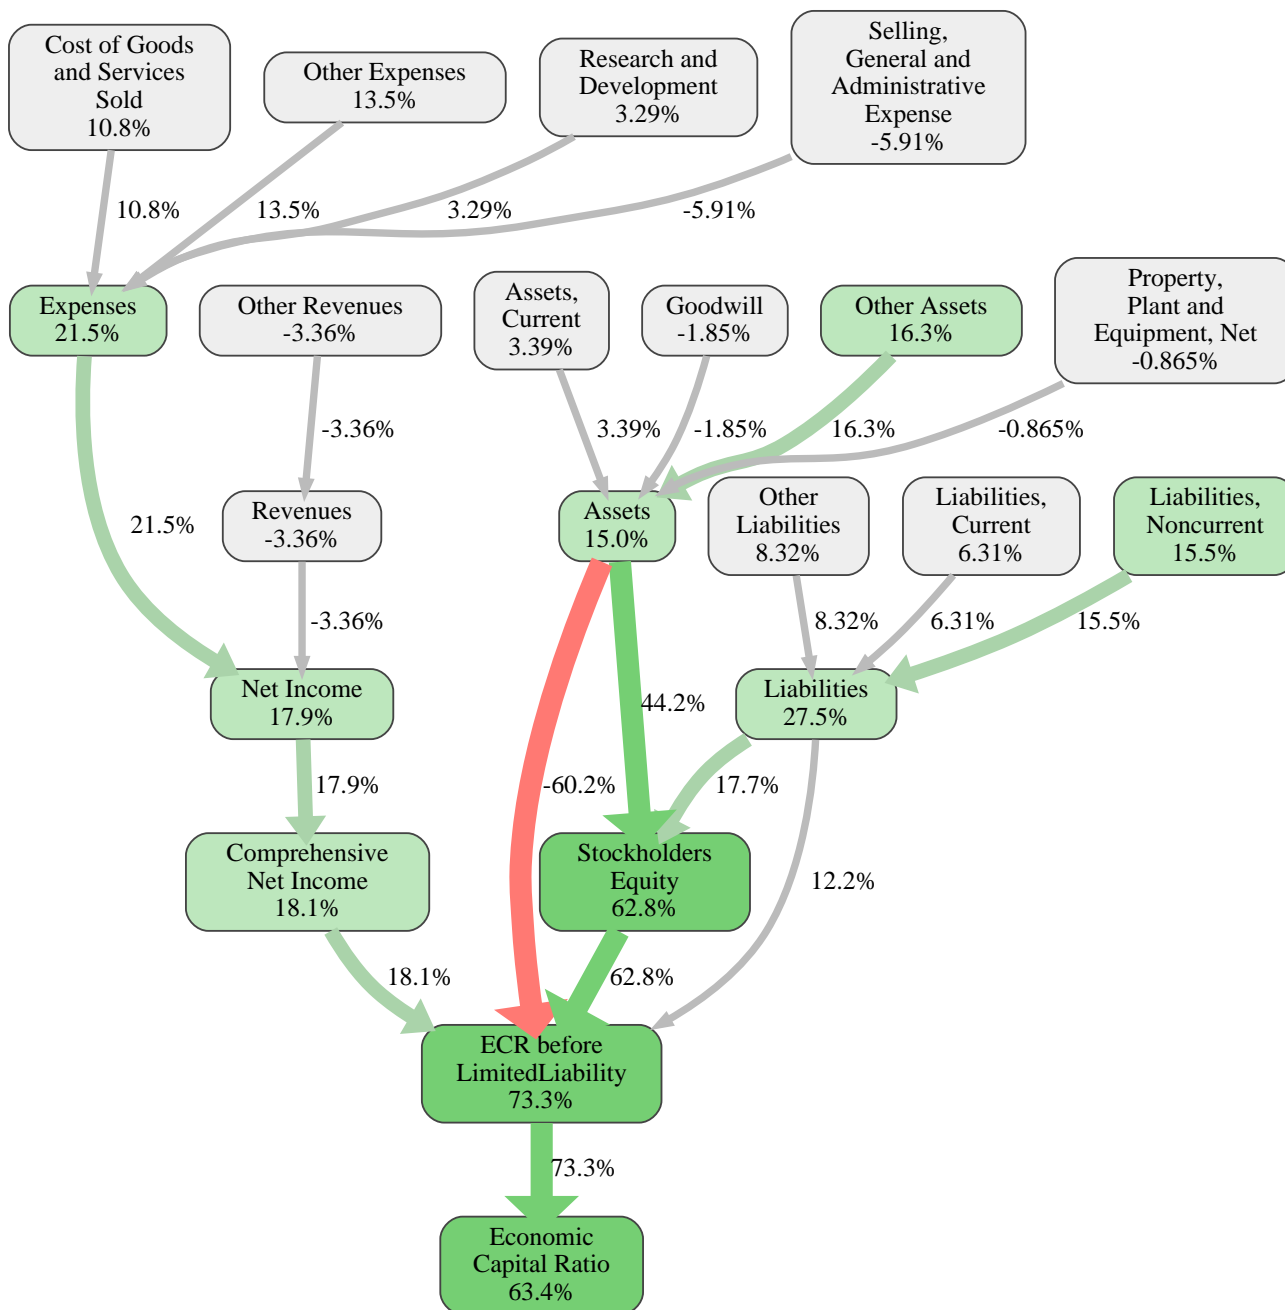 Cost of Goods
and Services
Sold
10.8%
Other Expenses
13.5%
Research and
Development
3.29%
Selling,
General and
Administrative
Expense
-5.91%
10.8%
13.5%
3.29%
-5.91%
Expenses
21.5%
Other Revenues
-3.36%
Assets,
Current
3.39%
Goodwill
-1.85%
Other Assets
16.3%
Property,
Plant and
Equipment, Net
-0.865%
-3.36%
3.39%
-1.85%
16.3%
-0.865%
21.5%
Revenues
-3.36%
Assets
15.0%
Other
Liabilities
8.32%
Liabilities,
Current
6.31%
Liabilities,
Noncurrent
15.5%
-3.36%
8.32%
6.31%
15.5%
Net Income
17.9%
44.2%
Liabilities
27.5%
17.9%
-60.2%
17.7%
Comprehensive
Net Income
18.1%
Stockholders
Equity
62.8%
12.2%
18.1%
62.8%
ECR before
LimitedLiability
73.3%
73.3%
Economic
Capital Ratio
63.4%